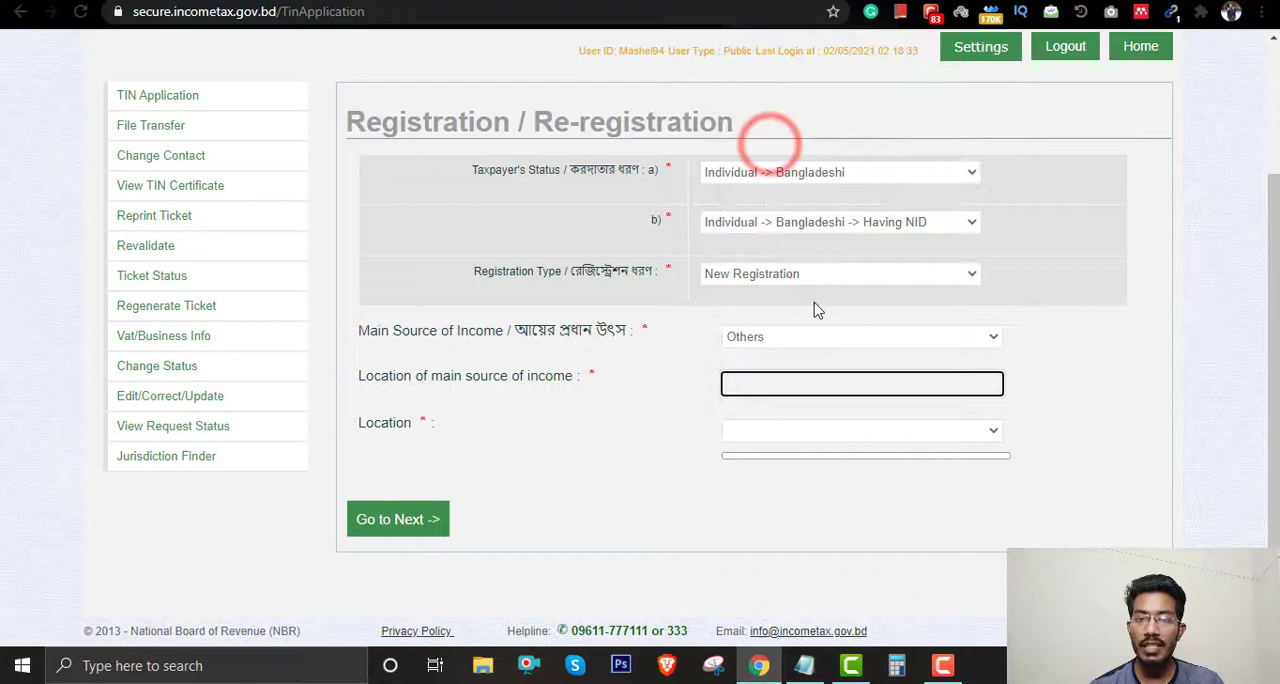 secure.incometax.gov.bd/TinApplication
83
170K
1
User ID: Mashel94 User Type : Public Last Login at : 02/05/2021 02 18 33
Settings
Logout
Home
TIN Application
File Transfer
Change Contact
View TIN Certificate
Reprint Ticket
Revalidate
Ticket Status
Regenerate Ticket
Vat/Business Info
Change Status
Edit/Correct/Update
View Request Status
Jurisdiction Finder
Registration / Re-registration
Taxpayer's Status / করদাতার ধরণ : a) *
Individual -> Bangladeshi
b) *
Individual -> Bangladeshi -> Having NID
Registration Type / রেজিস্ট্রেশন ধরণ : *
New Registration
Main Source of Income / আয়ের প্রধান উৎস : *
Others
Location of main source of income : *
Location * :
Go to Next ->
© 2013 - National Board of Revenue (NBR)
Privacy Policy
Helpline: ✆ 09611-777111 or 333
Email: info@incometax.gov.bd
Type here to search